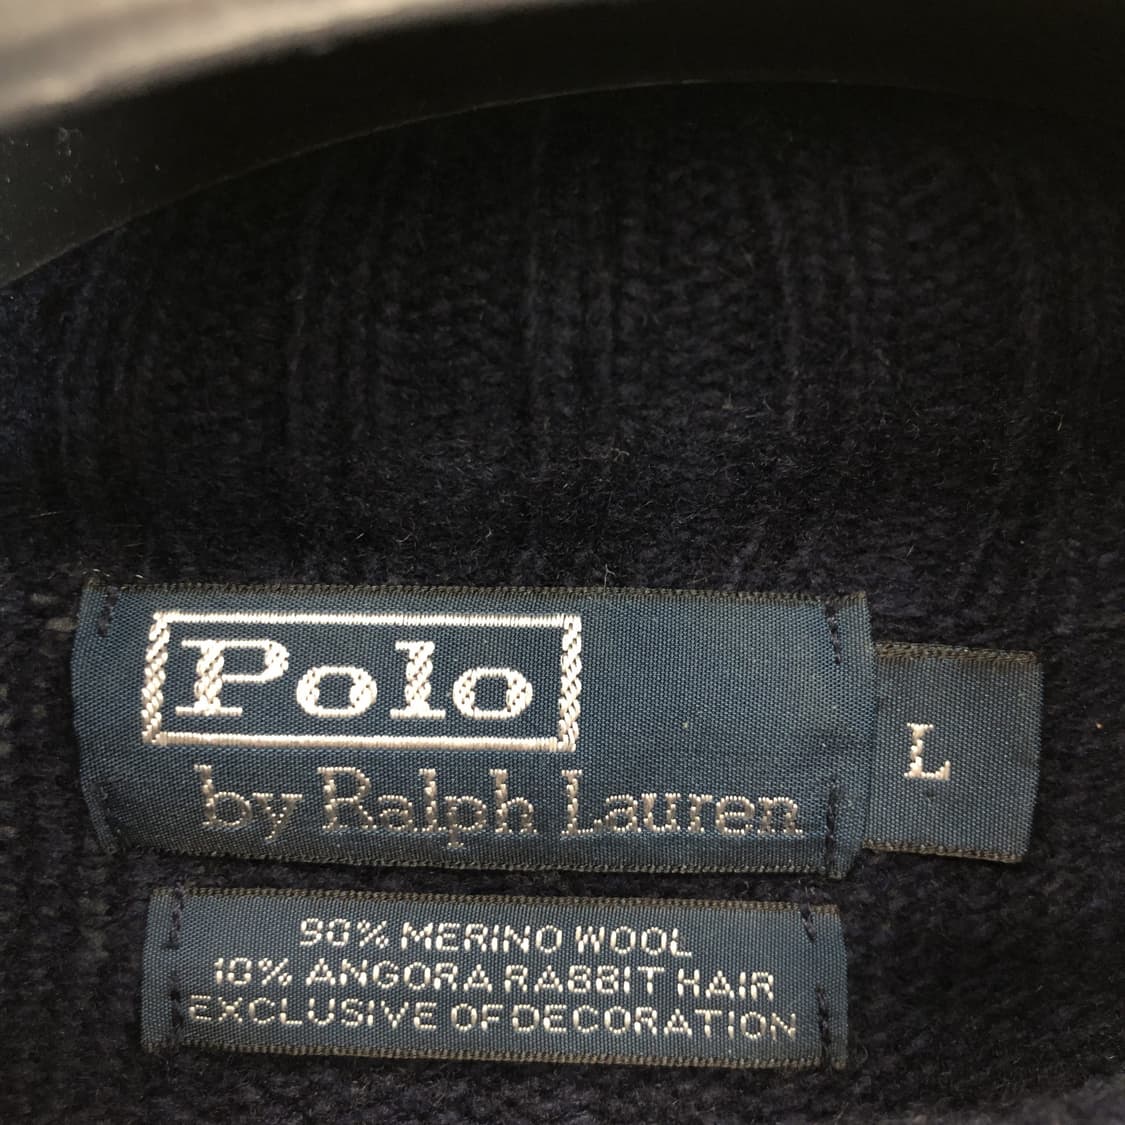 Polo
by Ralph Lauren
L
90% MERINO WOOL
10% ANGORA RABBIT HAIR
EXCLUSIVE OF DECORATION